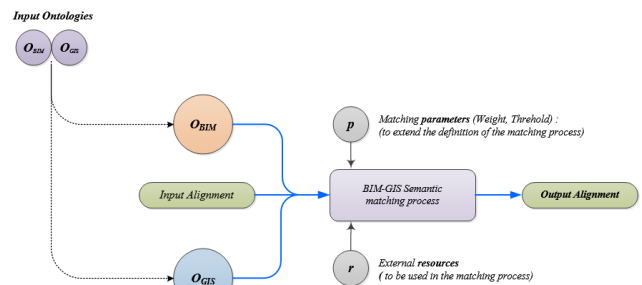 Input Ontologies
O_BIM O_GIS
O_BIM
p
Matching parameters (Weight, Threhold) :
(to extend the definition of the matching process)
Input Alignment
BIM-GIS Semantic
matching process
Output Alignment
O_GIS
r
External resources
( to be used in the matching process)